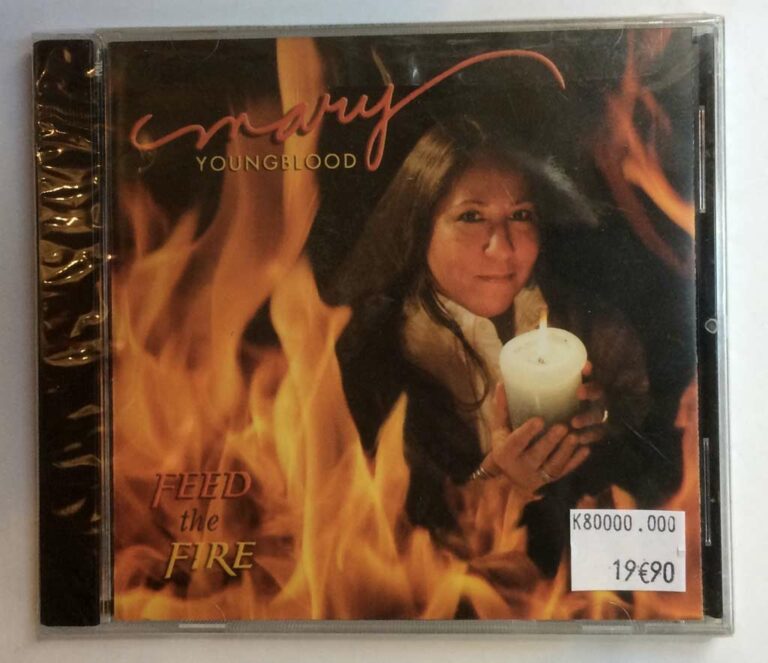 mary
YOUNGBLOOD
FEED
the
FIRE
K80000.000
19€90